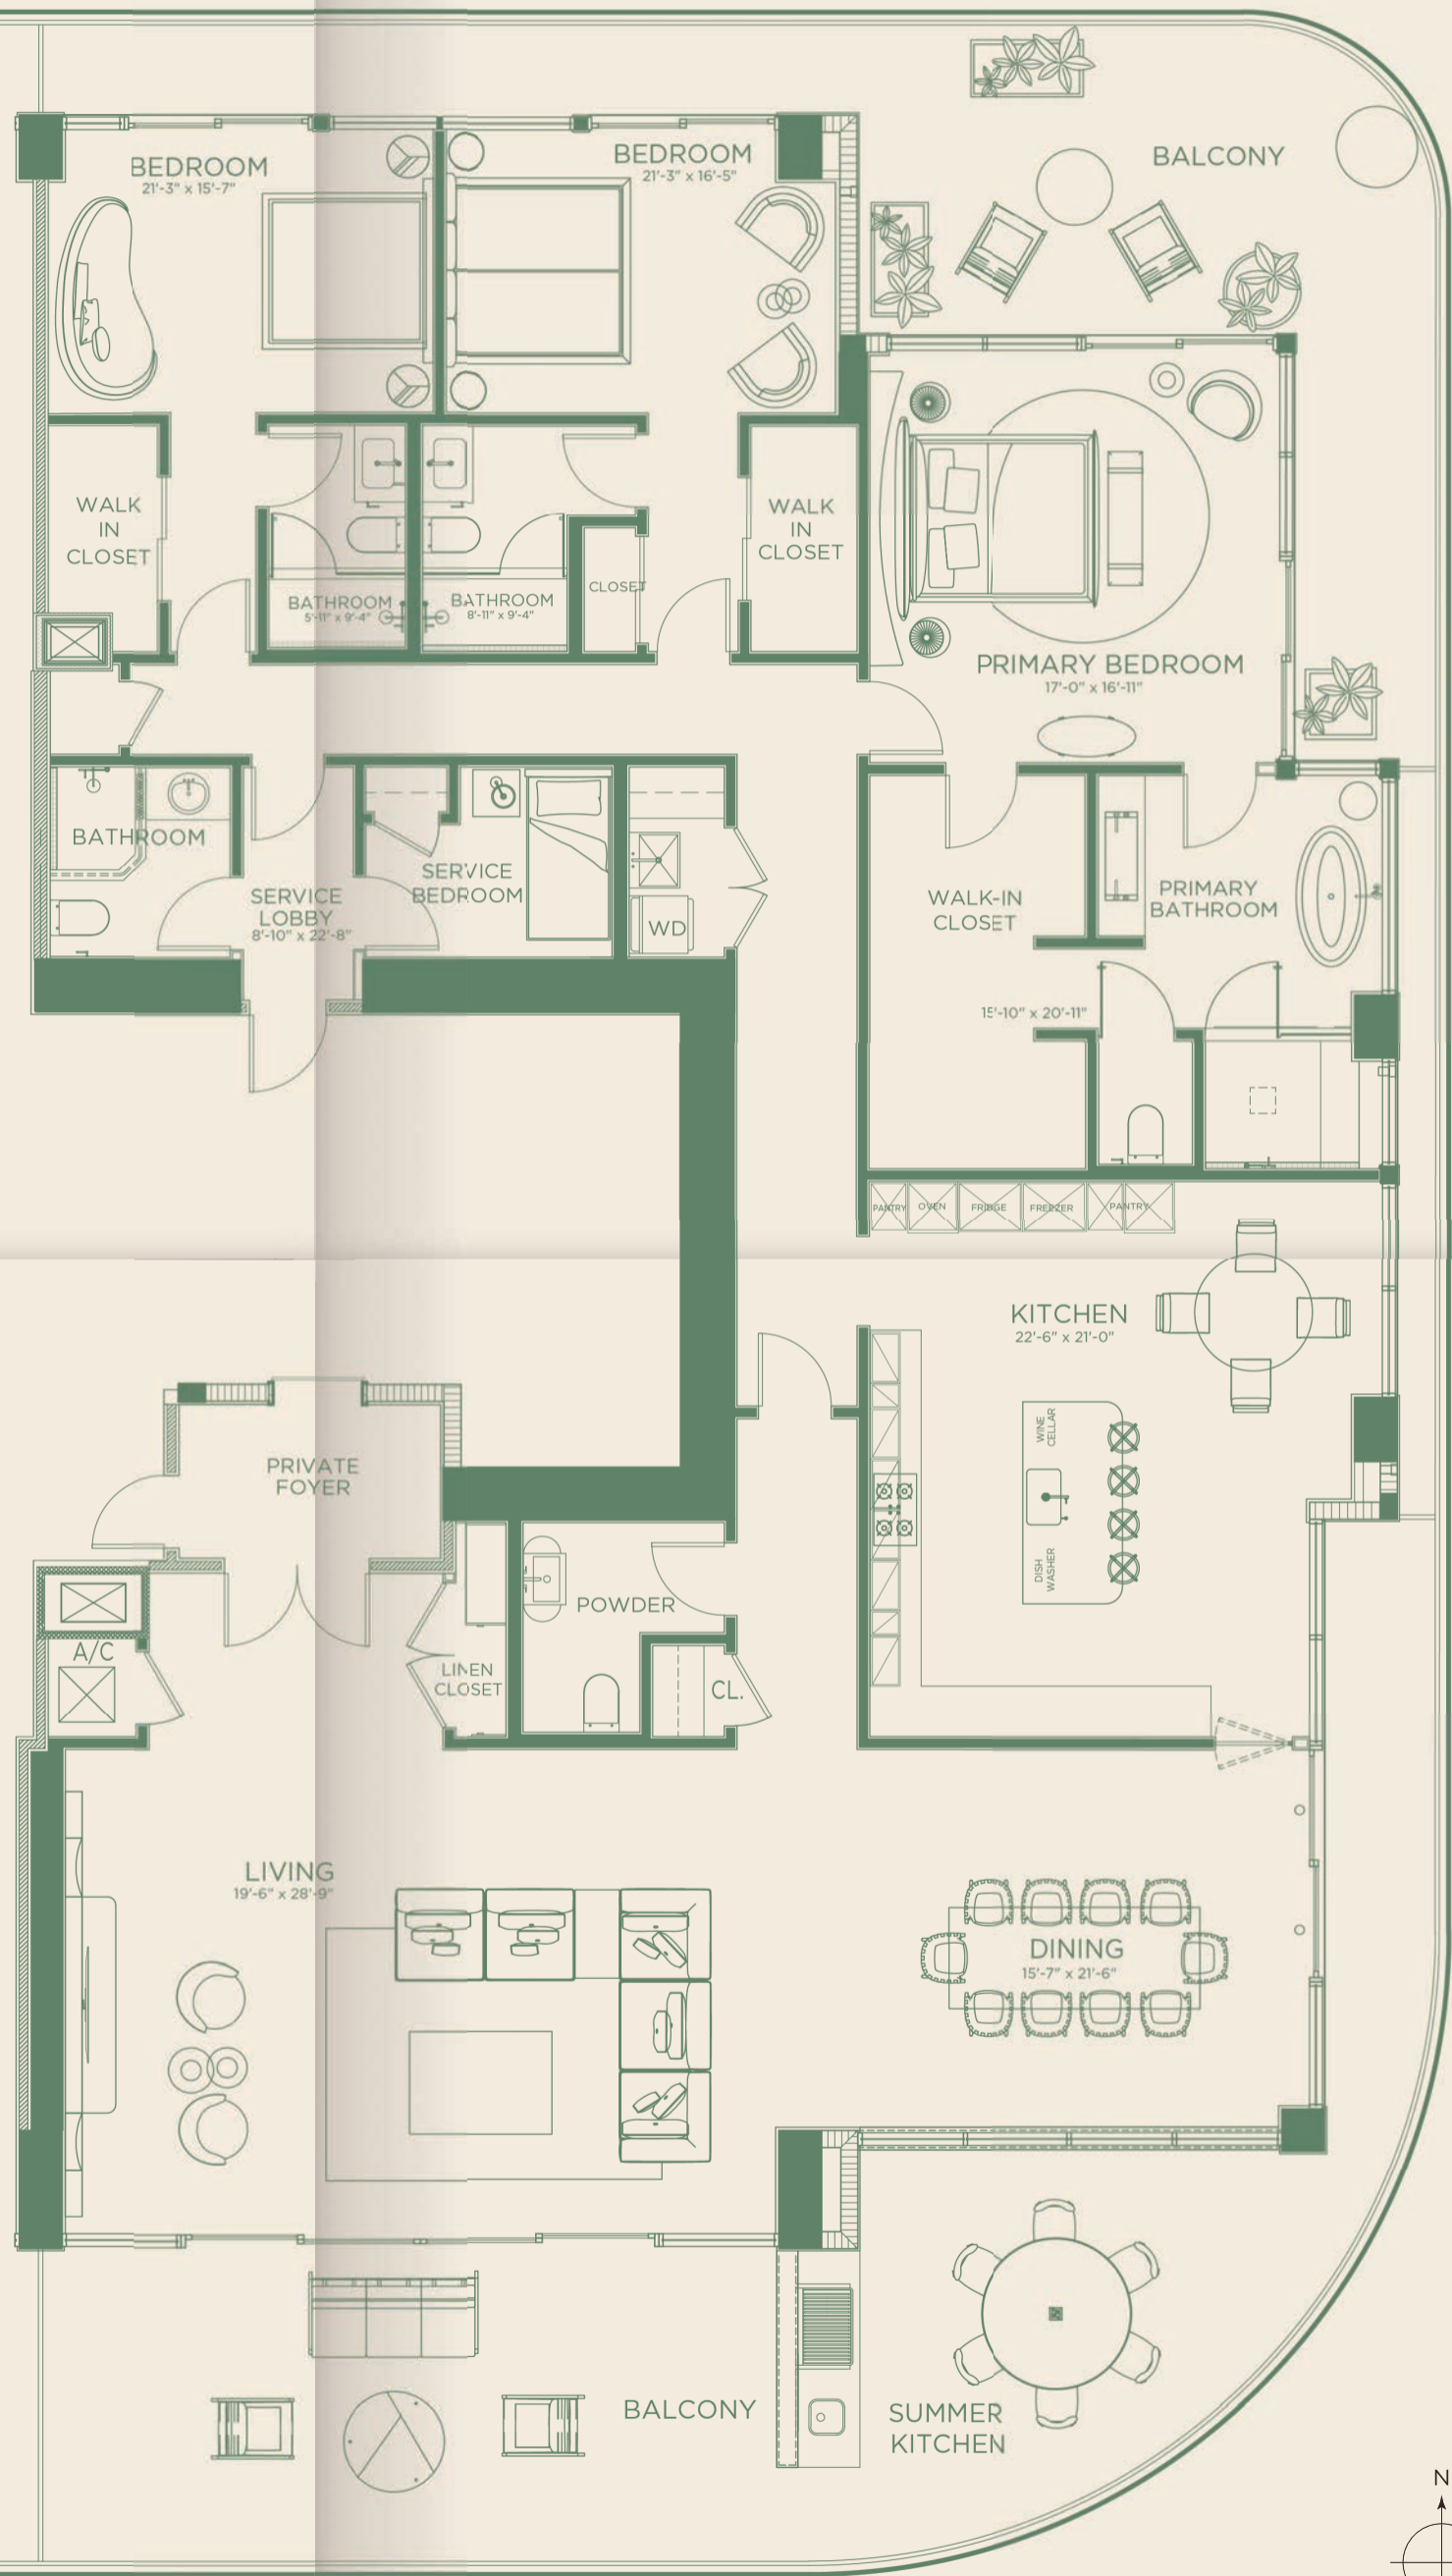 BEDROOM
21'-3" x 15'-7"
BEDROOM
21'-3" x 16'-5"
BALCONY
WALK
IN
CLOSET
BATHROOM
5'-11" x 9'-4"
BATHROOM
8'-11" x 9'-4"
CLOSET
WALK
IN
CLOSET
PRIMARY BEDROOM
17'-0" x 16'-11"
BATHROOM
SERVICE
LOBBY
8'-10" x 22'-8"
SERVICE
BEDROOM
WD
WALK-IN
CLOSET
PRIMARY
BATHROOM
15'-10" x 20'-11"
PANTRY
OVEN
FRIDGE
FREEZER
PANTRY
KITCHEN
22'-6" x 21'-0"
WINE
CELLAR
DISH
WASHER
PRIVATE
FOYER
A/C
LINEN
CLOSET
POWDER
CL.
LIVING
19'-6" x 28'-9"
DINING
15'-7" x 21'-6"
BALCONY
SUMMER
KITCHEN
N